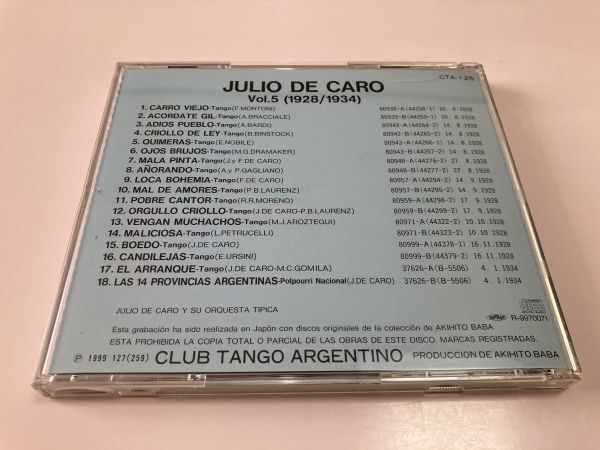 CTA-125
JULIO DE CARO
Vol.5 (1928/1934)
1. CARRO VIEJO-Tango(F.MONTONI) 80939-A(44258-1) 10. 8.1928
2. ACORDATE GIL-Tango(A.BRACCIALE) 80939-B(44259-1) 10. 8.1928
3. ADIOS PUEBLO-Tango(A.BARDI) 80942-A(44264-2) 14. 8.1928
4. CRIOLLO DE LEY-Tango(B.BINSTOCK) 80942-B(44265-2) 14. 8.1928
5. QUIMERAS-Tango(E.NOBILE) 80943-A(44266-1) 14. 8.1928
6. OJOS BRUJOS-Tango(M.G.DRAMAKER) 80943-B(44267-2) 14. 8.1928
7. MALA PINTA-Tango(J.y F.DE CARO) 80948-A(44276-2) 27. 8.1928
8. AÑORANDO-Tango(A.y P.GAGLIANO) 80948-B(44277-2) 27. 8.1928
9. LOCA BOHEMIA-Tango(F.DE CARO) 80957-A(44294-2) 14. 9.1928
10. MAL DE AMORES-Tango(P.B.LAURENZ) 80957-B(44295-2) 14. 9.1928
11. POBRE CANTOR-Tango(R.R.MORENO) 80959-A(44298-2) 17. 9.1928
12. ORGULLO CRIOLLO-Tango(J.DE CARO-P.B.LAURENZ) 80959-B(44299-2) 17. 9.1928
13. VENGAN MUCHACHOS-Tango(M.J.AROZTEGUI) 80971-A(44322-2) 10.10.1928
14. MALICIOSA-Tango(L.PETRUCELLI) 80971-B(44323-2) 10.10.1928
15. BOEDO-Tango(J.DE CARO) 80999-A(44378-1) 16.11.1928
16. CANDILEJAS-Tango(E.URSINI) 80999-B(44379-2) 16.11.1928
17. EL ARRANQUE-Tango(J.DE CARO-M.C.GOMILA) 37626-A(B-5506) 4. 1.1934
18. LAS 14 PROVINCIAS ARGENTINAS-Potpourri Nacional(J.DE CARO) 37626-B(B-5506) 4. 1.1934
JULIO DE CARO Y SU ORQUESTA TIPICA
R-9970071
Esta grabación ha sido realizada en Japón con discos originales de la colección de AKIHITO BABA
ESTA PROHIBIDA LA COPIA TOTAL O PARCIAL DE LAS OBRAS DE ESTE DISCO. MARCAS REGISTRADAS.
Ⓟ 1999 127(259) CLUB TANGO ARGENTINO PRODUCCIÓN DE AKIHITO BABA